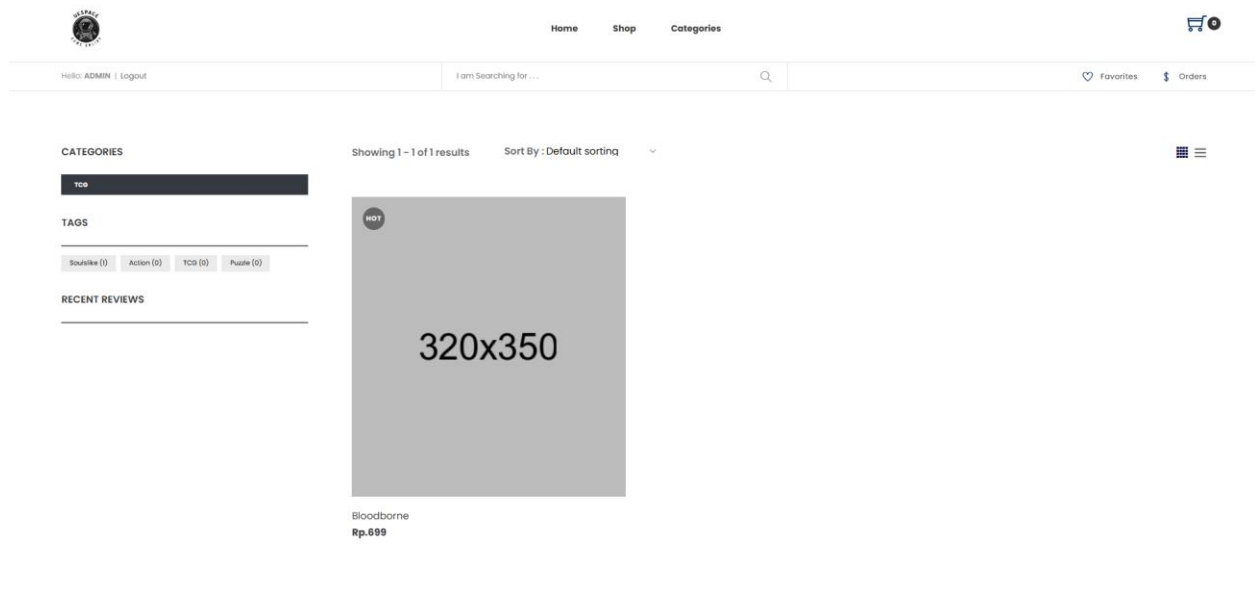 Home Shop Categories
0
Hello: ADMIN | Logout
I am Searching for ...
Favorites
Orders
CATEGORIES
TCG
TAGS
Soulslike (1) Action (0) TCG (0) Puzzle (0)
RECENT REVIEWS
Showing 1 - 1 of 1 results
Sort By : Default sorting
HOT
320x350
Bloodborne
Rp.699